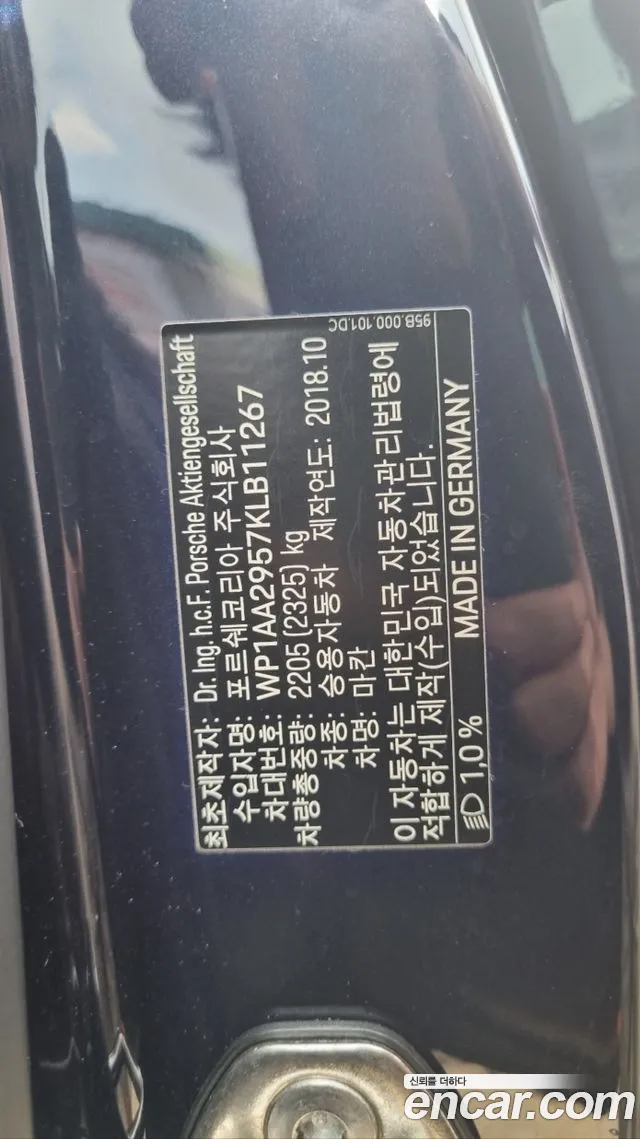 95B.000.101.DC
최초제작자: Dr. Ing. h.c.F. Porsche Aktiengesellschaft
수입자명: 포르쉐코리아 주식회사
차대번호: WP1AA2957KLB11267
차량총중량: 2205 (2325) kg
차종: 승용자동차 제작연도: 2018.10
차명: 마칸
이 자동차는 대한민국 자동차관리법령에
적합하게 제작(수입)되었습니다.
1,0 % MADE IN GERMANY
신뢰를 더하다
encar.com